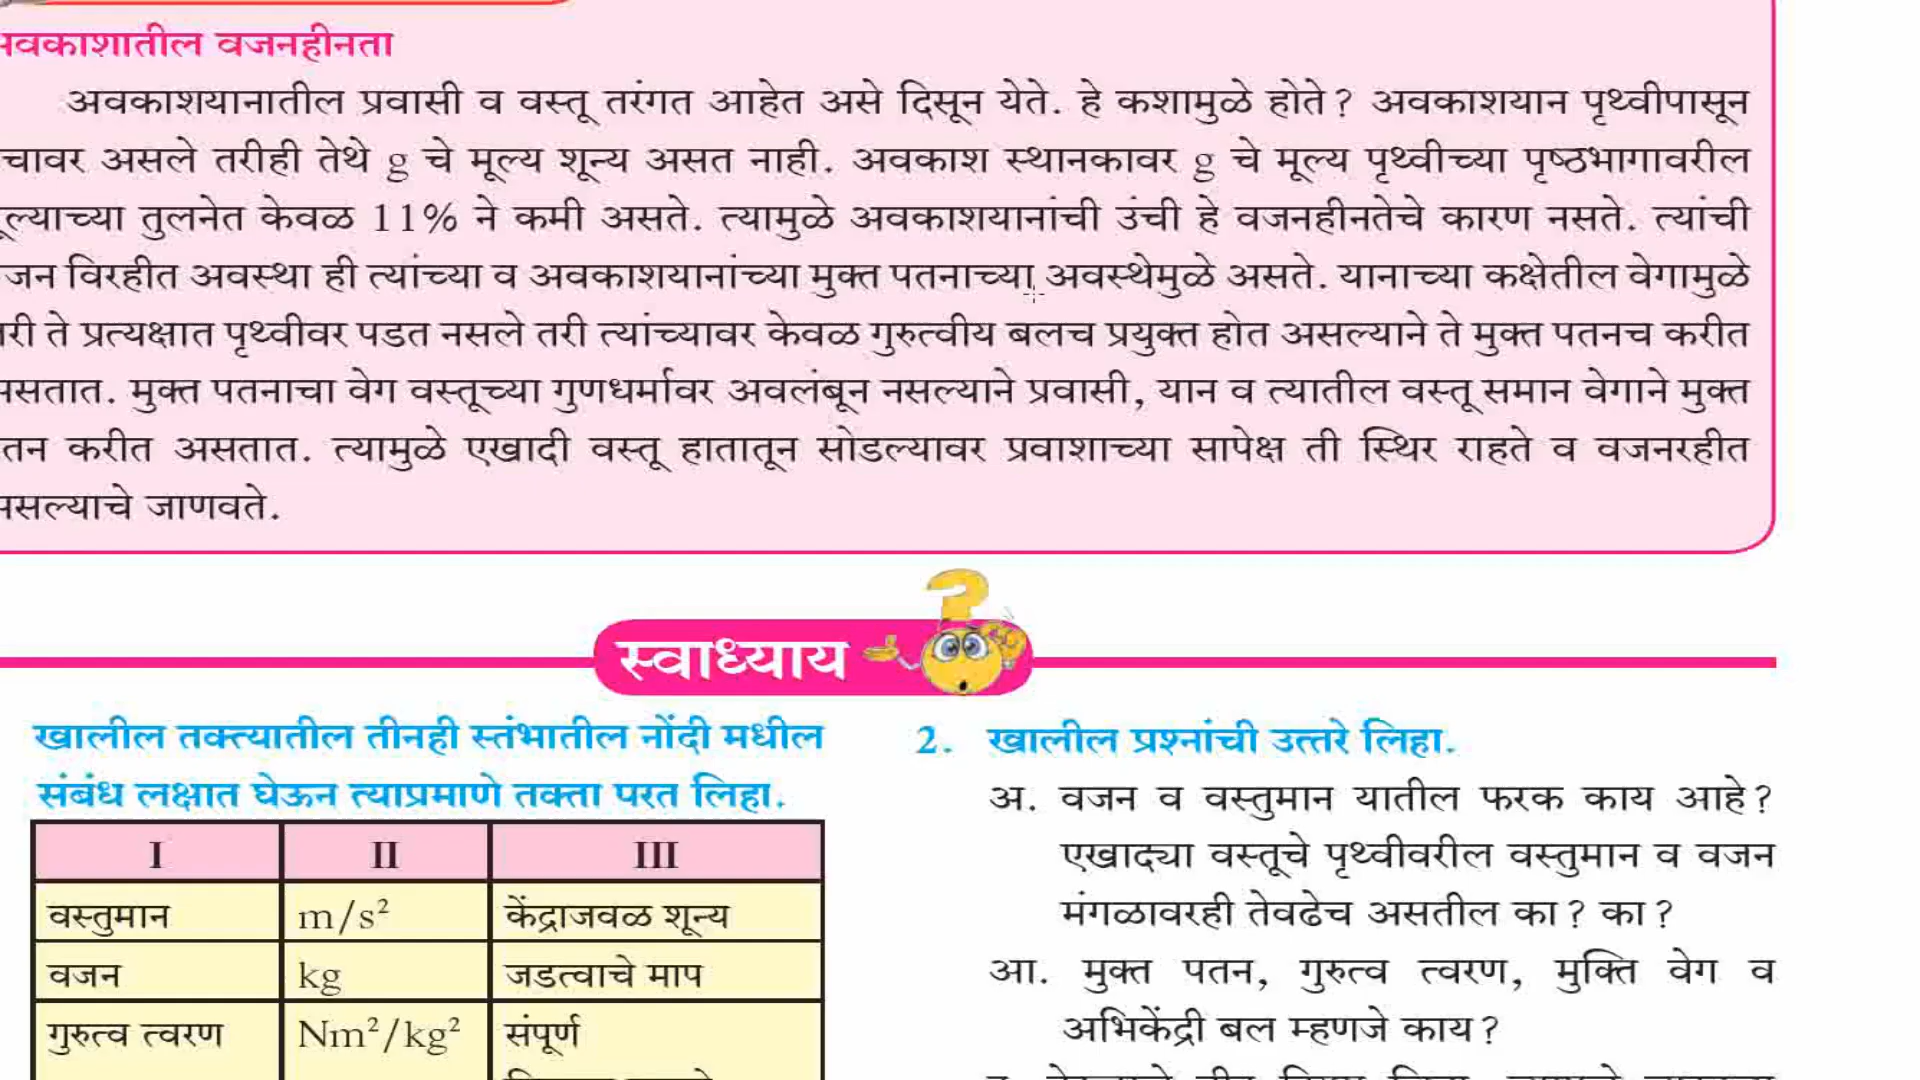 अवकाशातील वजनहीनता
अवकाशयानातील प्रवासी व वस्तू तरंगत आहेत असे दिसून येते. हे कशामुळे होते? अवकाशयान पृथ्वीपासून
असले तरीही तेथे g चे मूल्य शून्य असत नाही. अवकाश स्थानकावर g चे मूल्य पृथ्वीच्या पृष्ठभागावरील
तुलनेत केवळ 11% ने कमी असते. त्यामुळे अवकाशयानांची उंची हे वजनहीनतेचे कारण नसते. त्यांची
विरहीत अवस्था ही त्यांच्या व अवकाशयानांच्या मुक्त पतनाच्या अवस्थेमुळे असते. यानाच्या कक्षेतील वेगामुळे
ते प्रत्यक्षात पृथ्वीवर पडत नसले तरी त्यांच्यावर केवळ गुरुत्वीय बलच प्रयुक्त होत असल्याने ते मुक्त पतनच करीत
मुक्त पतनाचा वेग वस्तूच्या गुणधर्मावर अवलंबून नसल्याने प्रवासी, यान व त्यातील वस्तू समान वेगाने मुक्त
करीत असतात. त्यामुळे एखादी वस्तू हातातून सोडल्यावर प्रवाशाच्या सापेक्ष ती स्थिर राहते व वजनरहीत
जाणवते.
स्वाध्याय
खालील तक्त्यातील तीनही स्तंभातील नोंदी मधील
संबंध लक्षात घेऊन त्याप्रमाणे तक्ता परत लिहा.
I II III
वस्तुमान m/s² केंद्राजवळ शून्य
वजन kg जडत्वाचे माप
गुरुत्व त्वरण Nm²/kg² संपूर्ण
2. खालील प्रश्नांची उत्तरे लिहा.
अ. वजन व वस्तुमान यातील फरक काय आहे?
एखाद्या वस्तूचे पृथ्वीवरील वस्तुमान व वजन
मंगळावरही तेवढेच असतील का? का?
आ. मुक्त पतन, गुरुत्व त्वरण, मुक्ति वेग व
अभिकेंद्री बल म्हणजे काय?